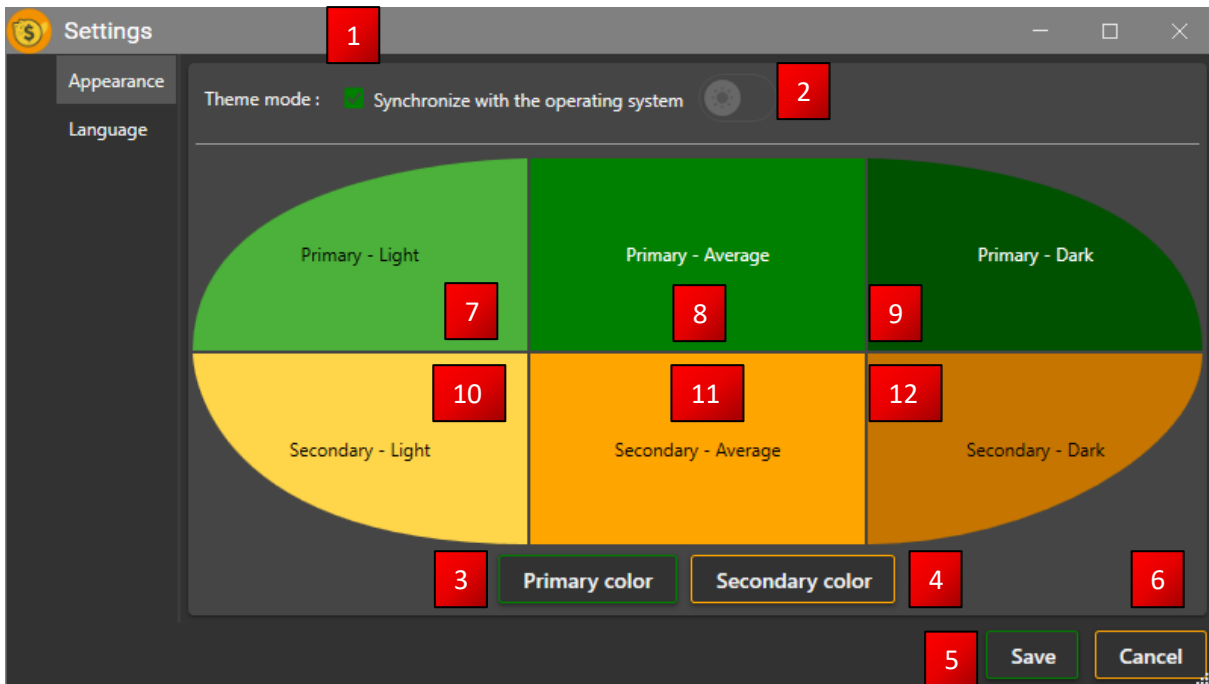 Settings
1
Appearance
Theme mode :
Synchronize with the operating system
2
Language
Primary - Light
Primary - Average
Primary - Dark
7
8
9
10
11
12
Secondary - Light
Secondary - Average
Secondary - Dark
3
Primary color
Secondary color
4
6
5
Save
Cancel